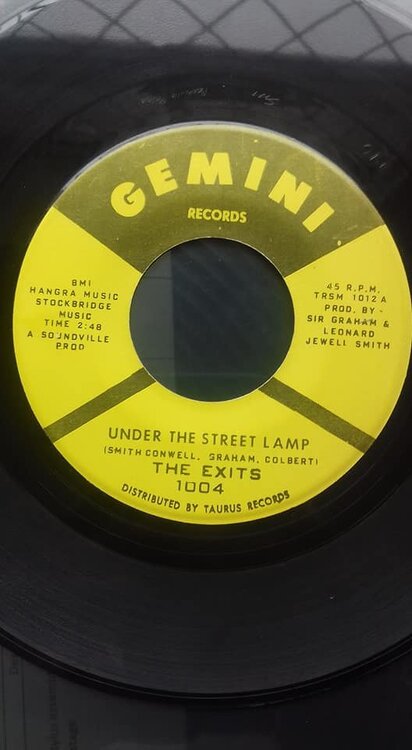 GEMINI
RECORDS
BMI
HANGRA MUSIC
STOCKBRIDGE
MUSIC
TIME 2:48
A SOUNDVILLE
PROD
45 R.P.M.
TRSM 1012 A
PROD. BY -
SIR GRAHAM &
LEONARD
JEWELL SMITH
UNDER THE STREET LAMP
(SMITH CONWELL, GRAHAM, COLBERT)
THE EXITS
1004
DISTRIBUTED BY TAURUS RECORDS